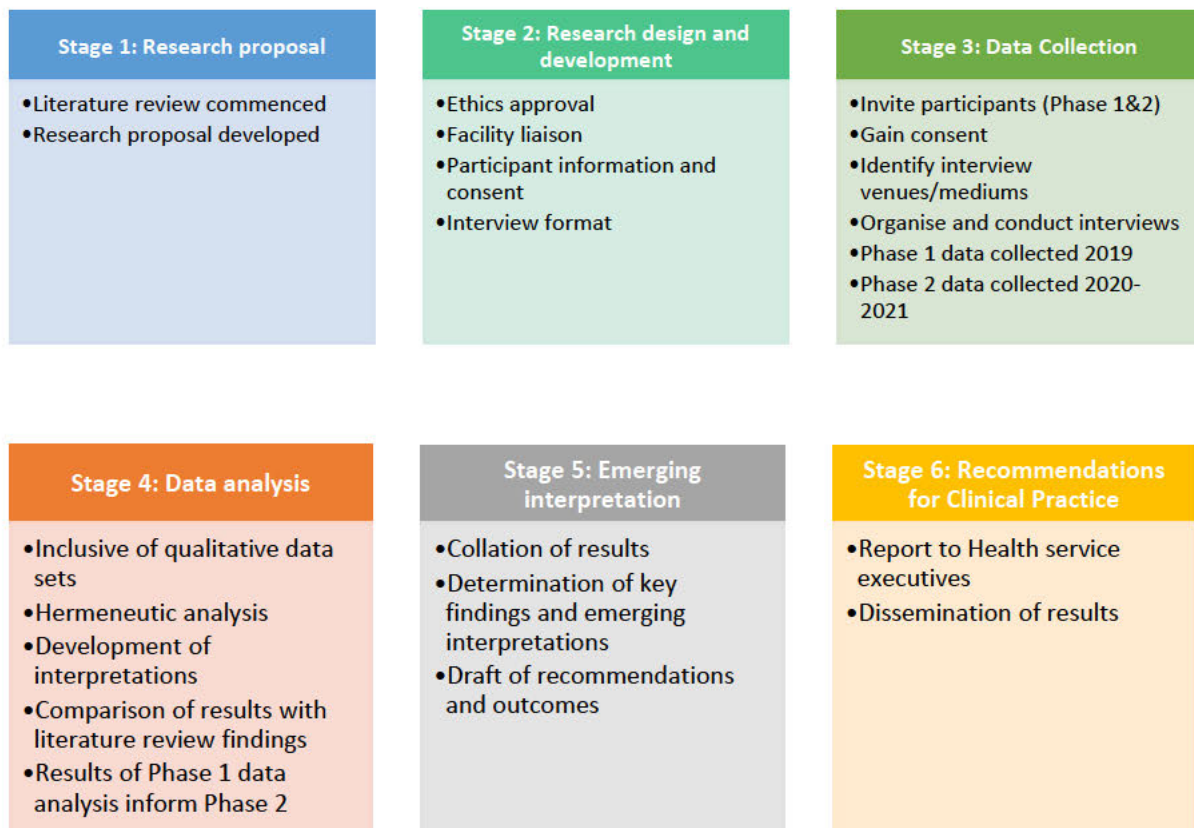 Stage 1: Research proposal
•Literature review commenced
•Research proposal developed
Stage 2: Research design and
development
•Ethics approval
•Facility liaison
•Participant information and
consent
•Interview format
Stage 3: Data Collection
•Invite participants (Phase 1&2)
•Gain consent
•Identify interview
venues/mediums
•Organise and conduct interviews
•Phase 1 data collected 2019
•Phase 2 data collected 2020-
2021
Stage 4: Data analysis
•Inclusive of qualitative data
sets
•Hermeneutic analysis
•Development of
interpretations
•Comparison of results with
literature review findings
•Results of Phase 1 data
analysis inform Phase 2
Stage 5: Emerging
interpretation
•Collation of results
•Determination of key
findings and emerging
interpretations
•Draft of recommendations
and outcomes
Stage 6: Recommendations
for Clinical Practice
•Report to Health service
executives
•Dissemination of results